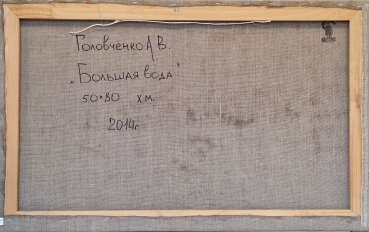 Головченко А В.
„Большая вода"
50*80 х.м.
2014г.